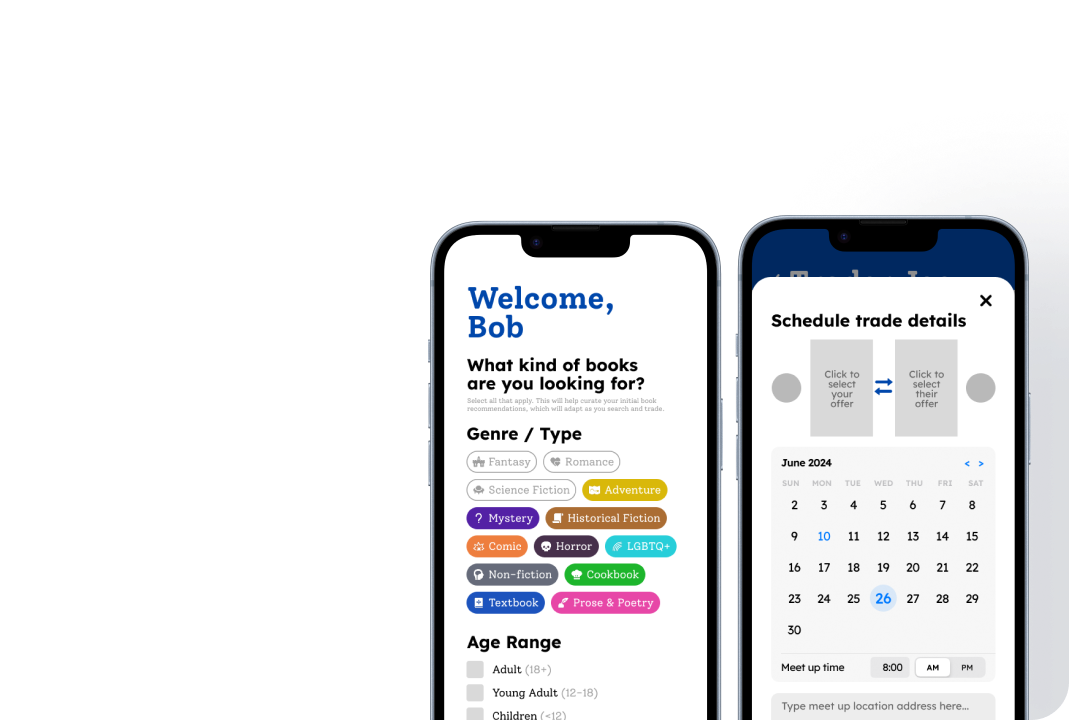 Welcome,
Bob
What kind of books
are you looking for?
Select all that apply. This will help curate your initial book
recommendations, which will adapt as you search and trade.
Genre / Type
Fantasy
Romance
Science Fiction
Adventure
Mystery
Historical Fiction
Comic
Horror
LGBTQ+
Non-fiction
Cookbook
Textbook
Prose & Poetry
Age Range
Adult (18+)
Young Adult (12-18)
Children (<12)
Schedule trade details
Click to
select
your
offer
Click to
select
their
offer
June 2024
< >
SUN MON TUE WED THU FRI SAT
2 3 4 5 6 7 8
9 10 11 12 13 14 15
16 17 18 19 20 21 22
23 24 25 26 27 28 29
30
Meet up time 8:00 AM PM
Type meet up location address here...